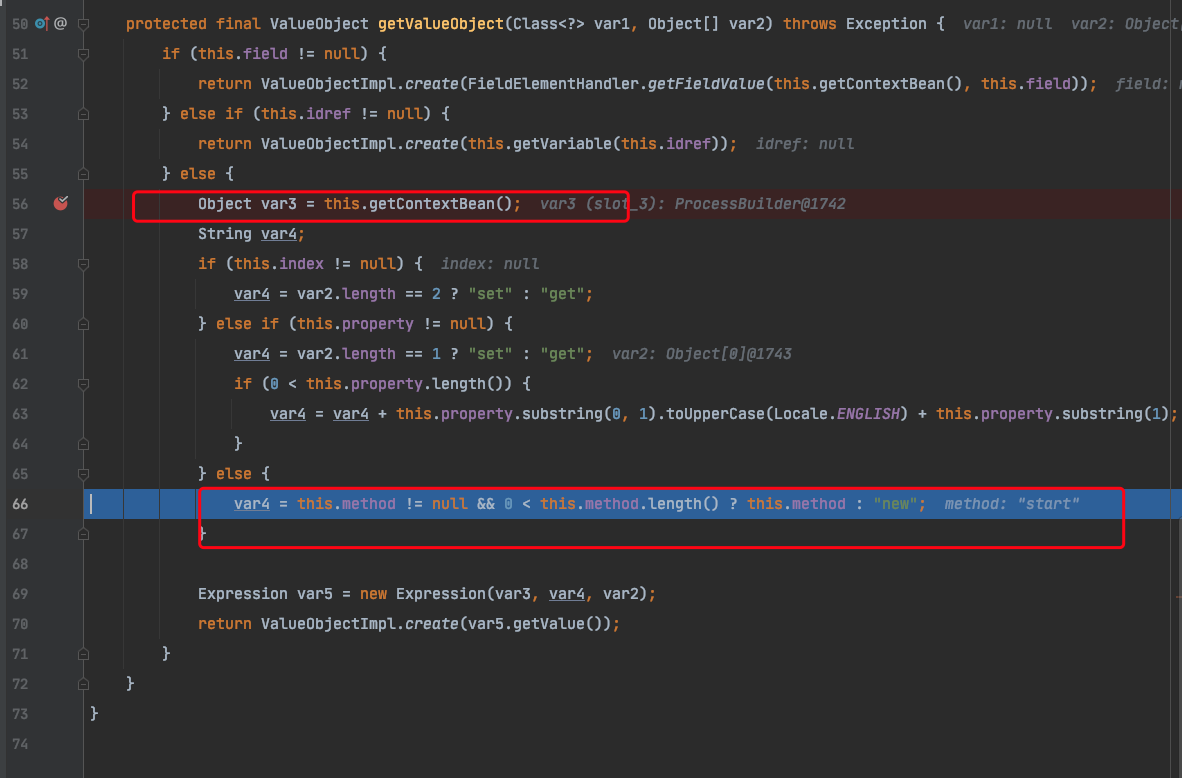 50 @ protected final ValueObject getValueObject(Class<?> var1, Object[] var2) throws Exception { var1: null var2: Object
51 if (this.field != null) {
52 return ValueObjectImpl.create(FieldElementHandler.getFieldValue(this.getContextBean(), this.field)); field:
53 } else if (this.idref != null) {
54 return ValueObjectImpl.create(this.getVariable(this.idref)); idref: null
55 } else {
56 Object var3 = this.getContextBean(); var3 (slot_3): ProcessBuilder@1742
57 String var4;
58 if (this.index != null) { index: null
59 var4 = var2.length == 2 ? "set" : "get";
60 } else if (this.property != null) {
61 var4 = var2.length == 1 ? "set" : "get"; var2: Object[0]@1743
62 if (0 < this.property.length()) {
63 var4 = var4 + this.property.substring(0, 1).toUpperCase(Locale.ENGLISH) + this.property.substring(1);
64 }
65 } else {
66 var4 = this.method != null && 0 < this.method.length() ? this.method : "new"; method: "start"
67 }
68
69 Expression var5 = new Expression(var3, var4, var2);
70 return ValueObjectImpl.create(var5.getValue());
71 }
72 }
73 }
74